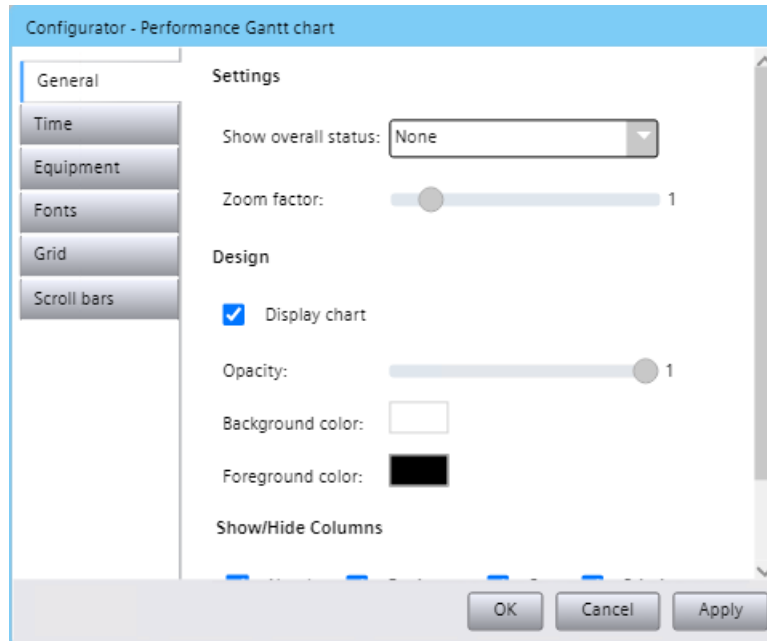 Configurator - Performance Gantt chart
General
Time
Equipment
Fonts
Grid
Scroll bars
Settings
Show overall status: None
Zoom factor: 1
Design
Display chart
Opacity: 1
Background color:
Foreground color:
Show/Hide Columns
OK Cancel Apply